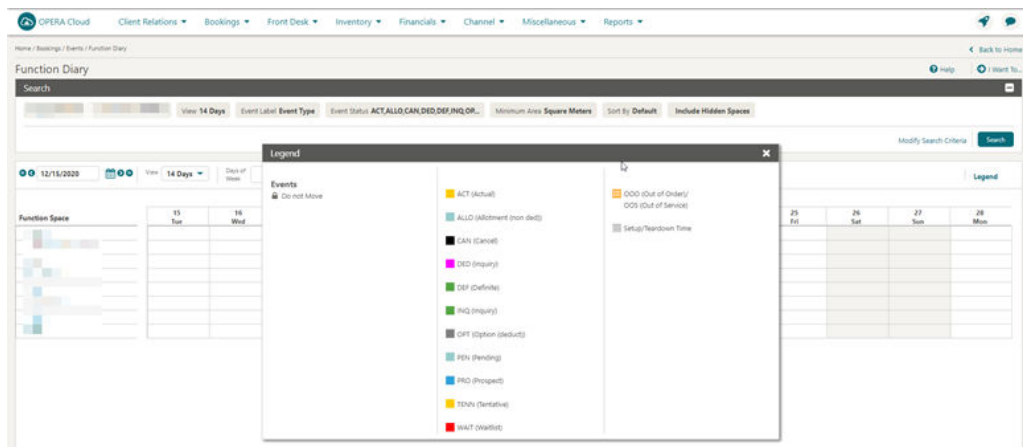 OPERA Cloud Client Relations Bookings Front Desk Inventory Financials Channel Miscellaneous Reports
Home / Bookings / Events / Function Diary Back to Home
Function Diary Help I Want To...
Search
View 14 Days Event Label Event Type Event Status ACT,ALLO,CAN,DED,DEF,INQ,OR... Minimum Area Square Meters Sort By Default Include Hidden Spaces
Modify Search Criteria Search
12/15/2020 View 14 Days Days of Week Legend
Function Space 15 Tue 16 Wed 25 Fri 26 Sat 27 Sun 28 Mon
Legend
Events
Do not Move
ACT (Actual)
ALLO (Allotment (non ded))
CAN (Cancel)
DED (Inquiry)
DEF (Definite)
INQ (Inquiry)
OPT (Option (deduct))
PEN (Pending)
PRO (Prospect)
TENN (Tentative)
WAIT (Waitlist)
OOO (Out of Order)/
OOS (Out of Service)
Setup/Teardown Time